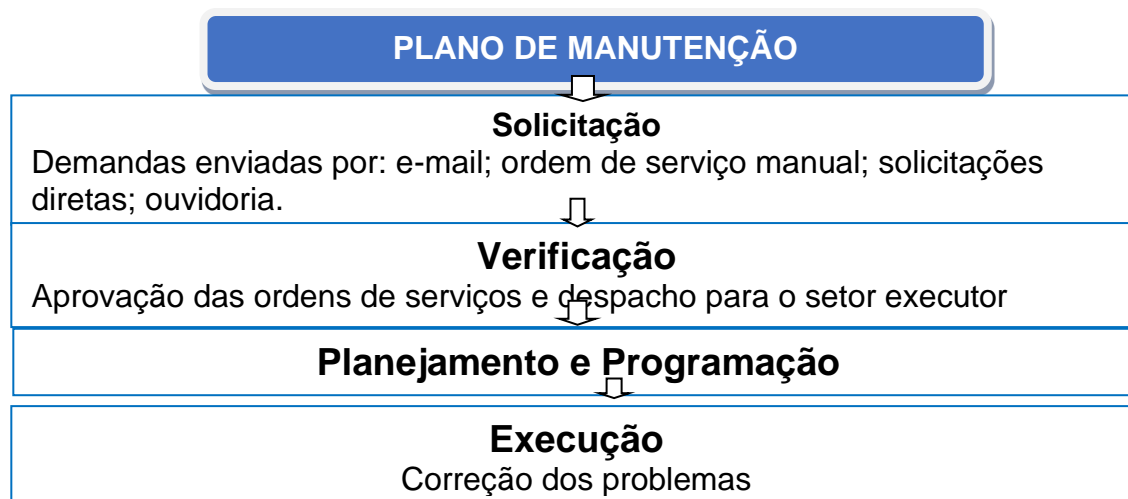 PLANO DE MANUTENÇÃO
Solicitação
Demandas enviadas por: e-mail; ordem de serviço manual; solicitações
diretas; ouvidoria.
Verificação
Aprovação das ordens de serviços e despacho para o setor executor
Planejamento e Programação
Execução
Correção dos problemas